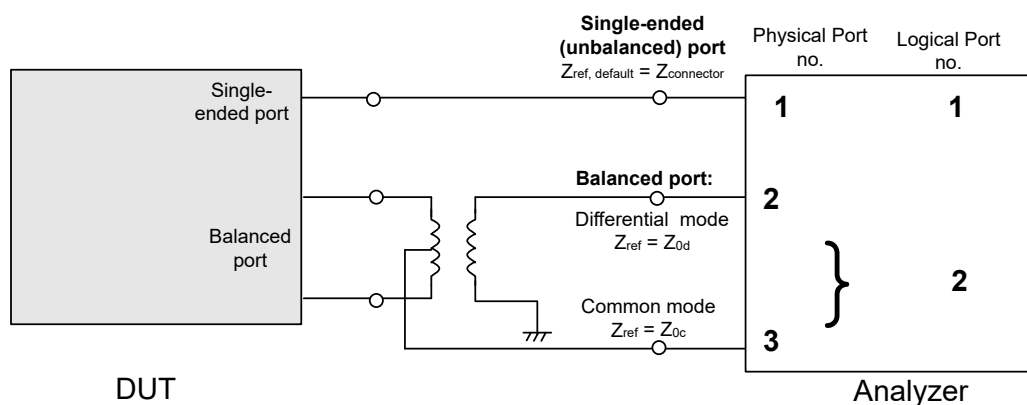 Single-ended
(unbalanced) port
Zref, default = Zconnector
Physical Port
no.
Logical Port
no.
Single-
ended port
1
1
Balanced port:
2
Differential mode
Zref = Z0d
Balanced
port
2
Common mode
Zref = Z0c
3
DUT
Analyzer